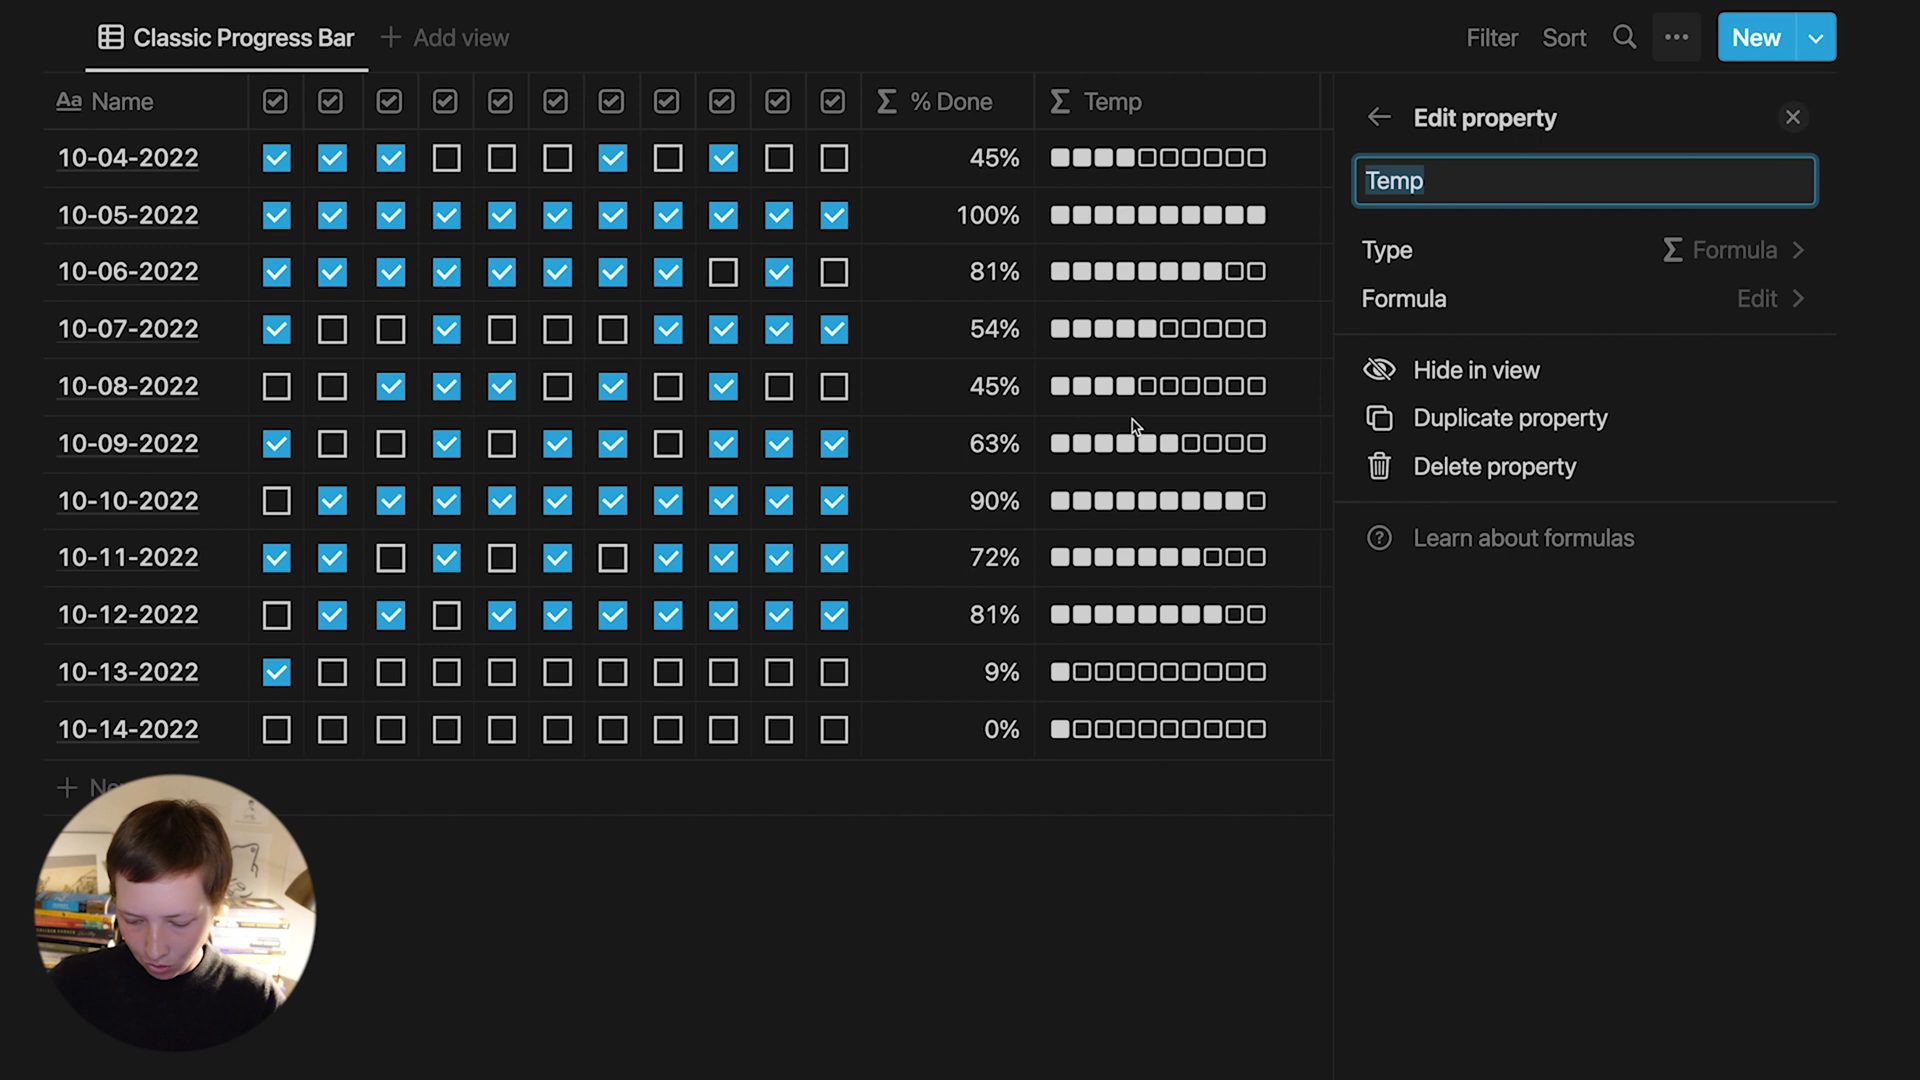 Classic Progress Bar + Add view Filter Sort New
Aa Name Σ % Done Σ Temp
10-04-2022 45%
10-05-2022 100%
10-06-2022 81%
10-07-2022 54%
10-08-2022 45%
10-09-2022 63%
10-10-2022 90%
10-11-2022 72%
10-12-2022 81%
10-13-2022 9%
10-14-2022 0%
Edit property
Temp
Type Σ Formula
Formula Edit
Hide in view
Duplicate property
Delete property
Learn about formulas